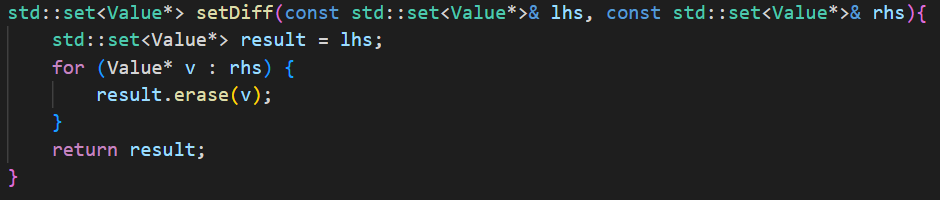 std::set<Value*> setDiff(const std::set<Value*>& lhs, const std::set<Value*>& rhs){
    std::set<Value*> result = lhs;
    for (Value* v : rhs) {
        result.erase(v);
    }
    return result;
}